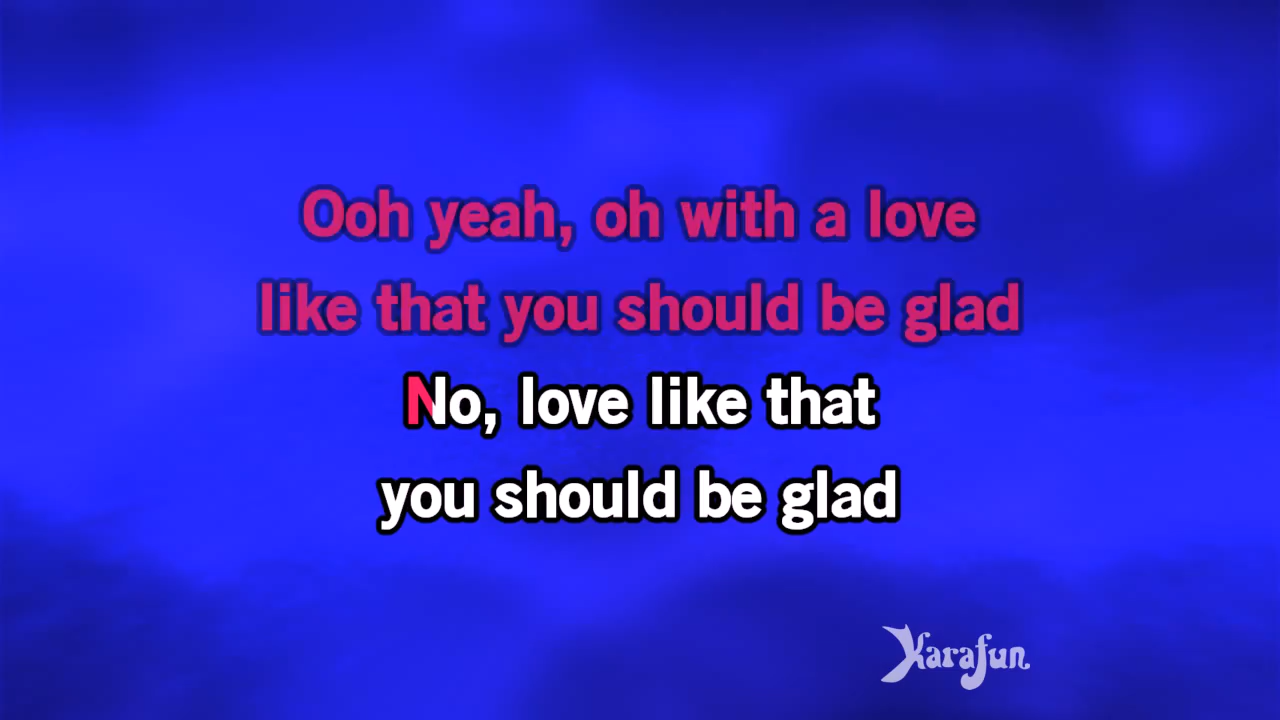 Ooh yeah, oh with a love
like that you should be glad
No, love like that
you should be glad
Karafun